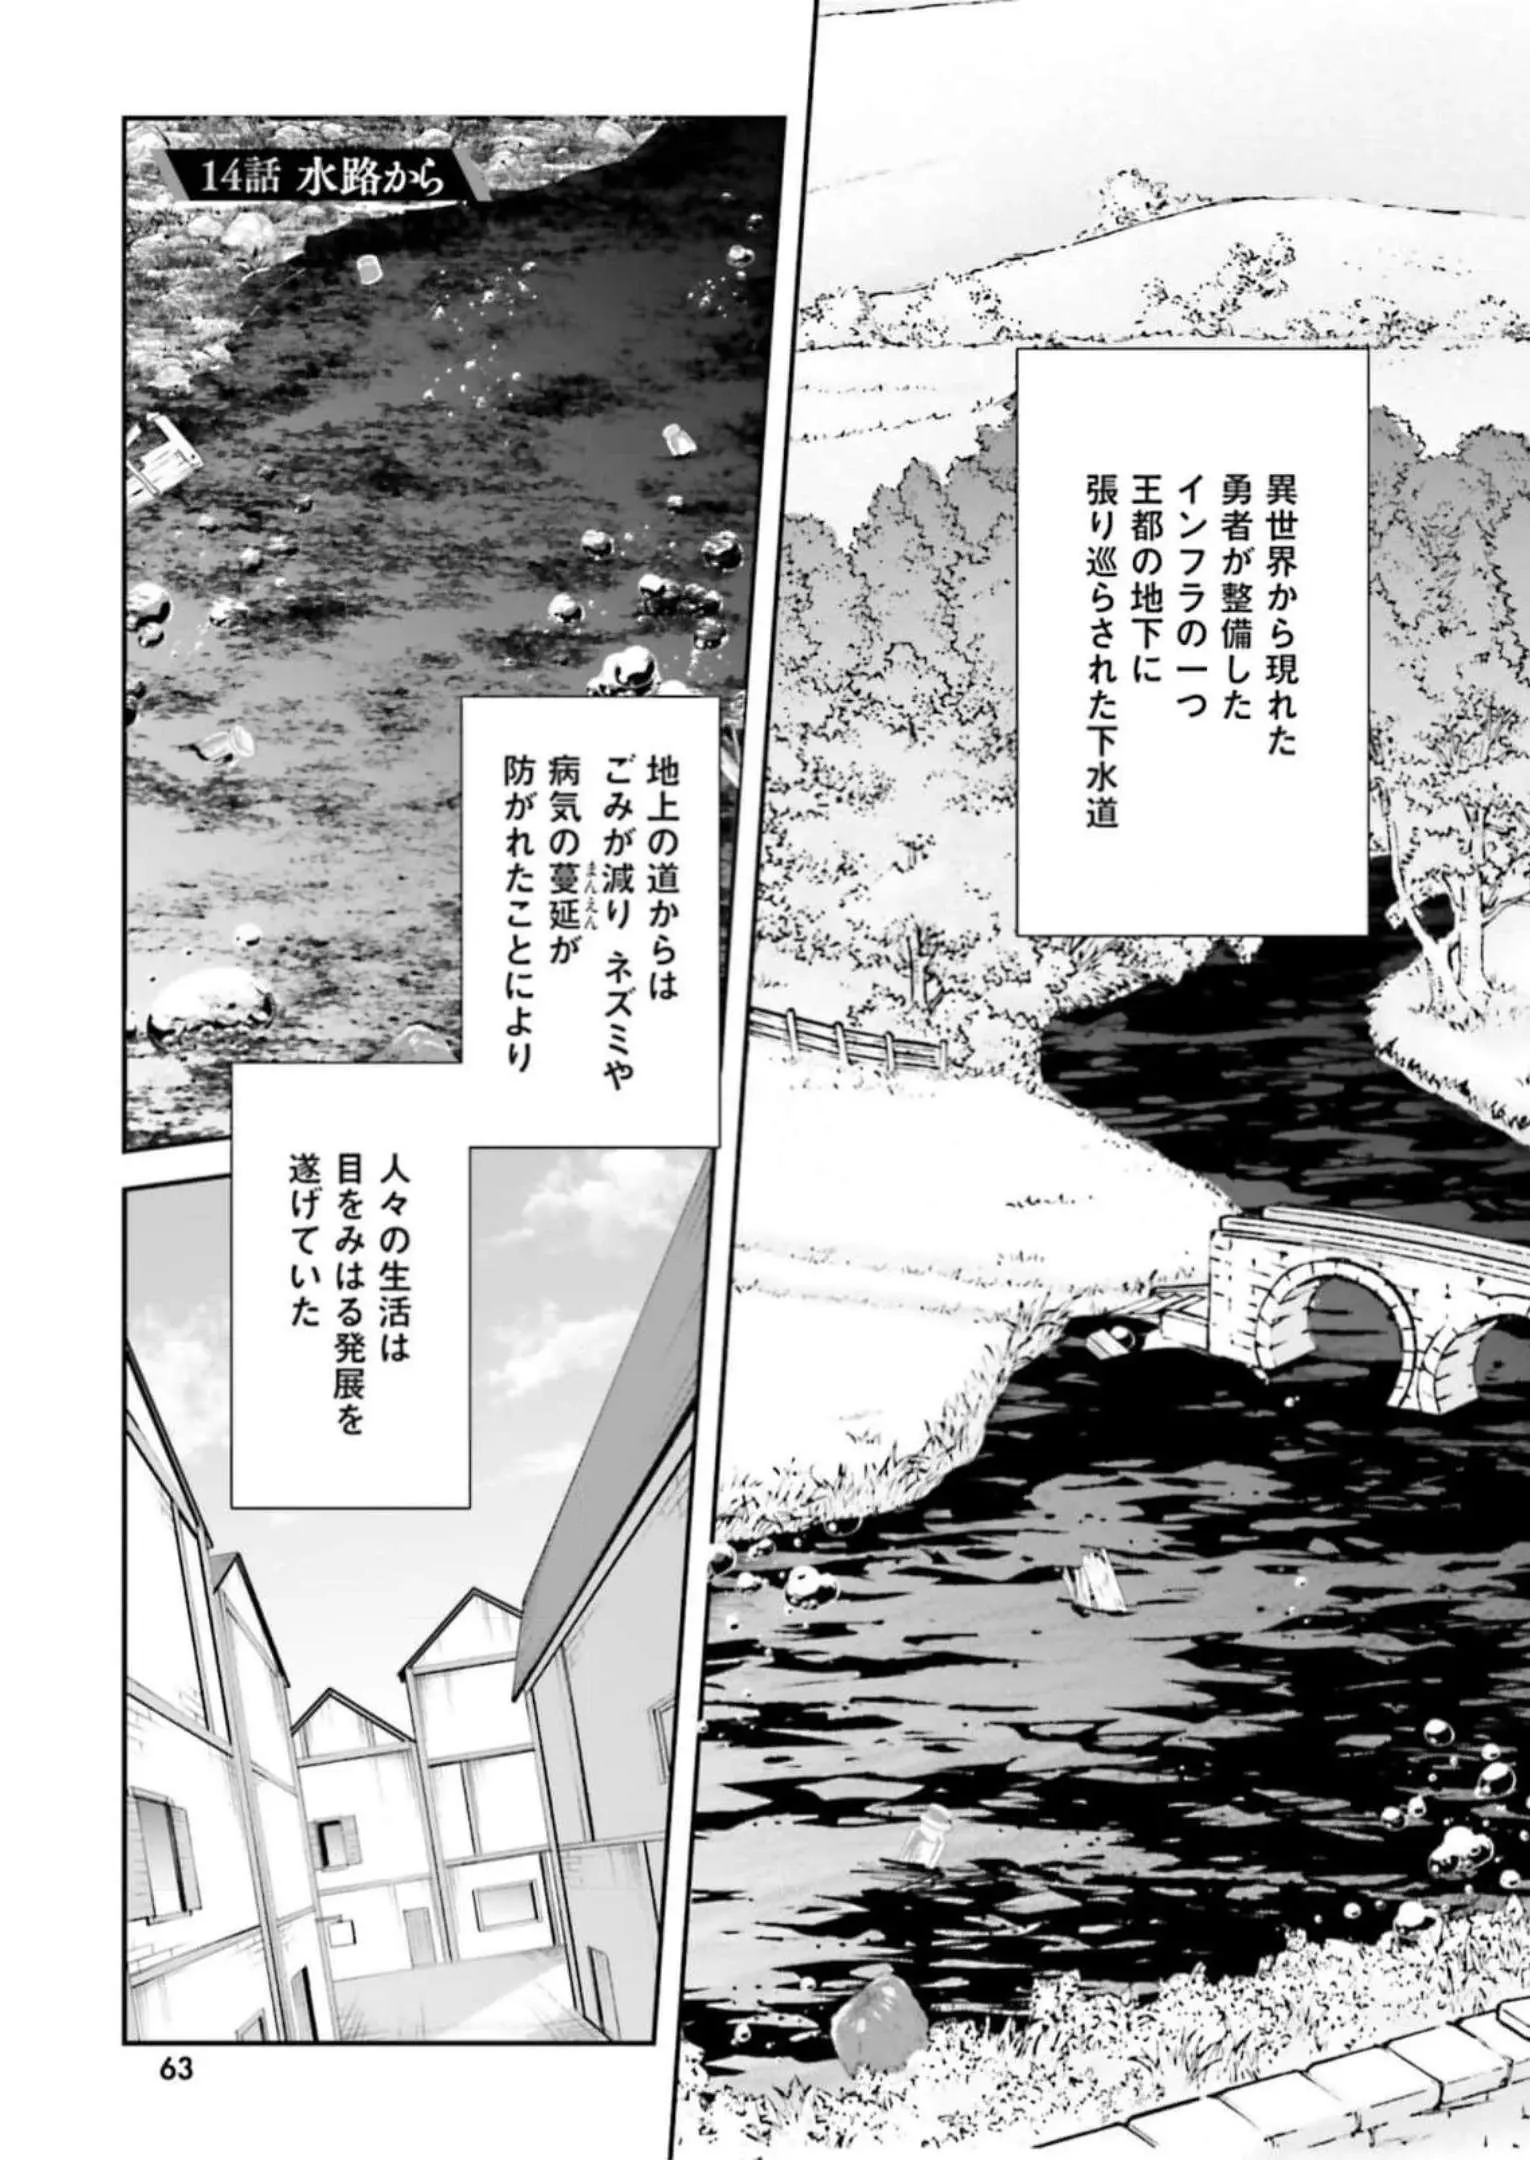 異世界から現れた
勇者が整備した
インフラの一つ
王都の地下に
張り巡らされた下水道
14話 水路から
地上の道からは
ごみが減り ネズミや
病気の蔓延が
まんえん
防がれたことにより
人々の生活は
目をみはる発展を
遂げていた
63